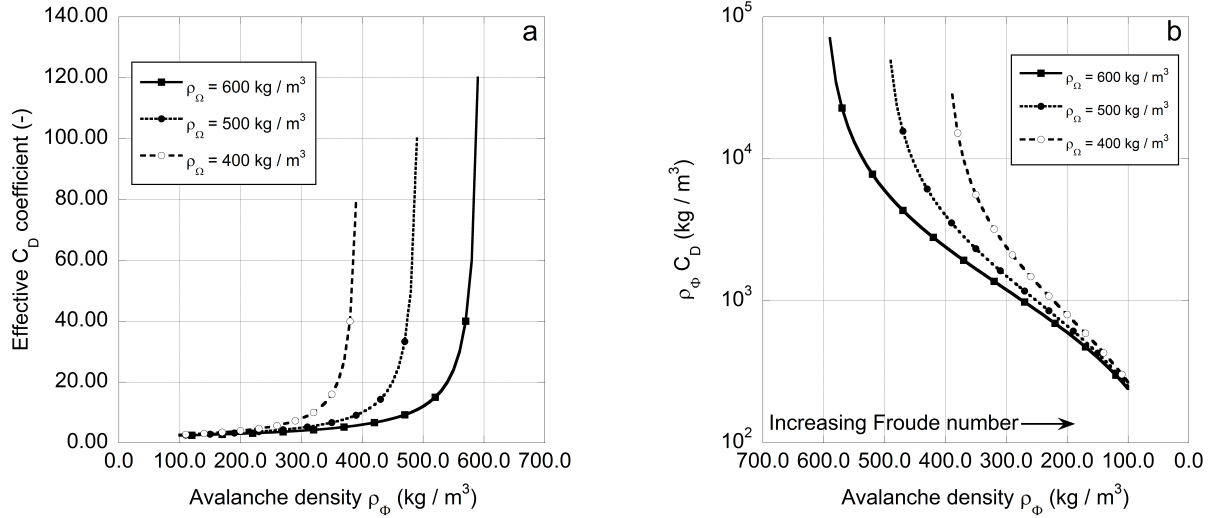 a
140.00
120.00
100.00
80.00
60.00
40.00
20.00
0.00
Effective C_D coefficient (-)
ρ_Ω = 600 kg / m³
ρ_Ω = 500 kg / m³
ρ_Ω = 400 kg / m³
0.0 100.0 200.0 300.0 400.0 500.0 600.0 700.0
Avalanche density ρ_Φ (kg / m³)
b
10⁵
10⁴
10³
10²
ρ_Φ C_D (kg / m³)
ρ_Ω = 600 kg / m³
ρ_Ω = 500 kg / m³
ρ_Ω = 400 kg / m³
Increasing Froude number
700.0 600.0 500.0 400.0 300.0 200.0 100.0 0.0
Avalanche density ρ_Φ (kg / m³)